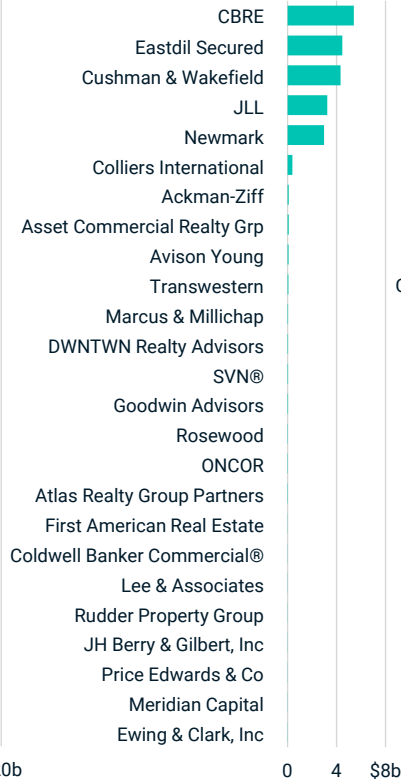 CBRE
Eastdil Secured
Cushman & Wakefield
JLL
Newmark
Colliers International
Ackman-Ziff
Asset Commercial Realty Grp
Avison Young
Transwestern
Marcus & Millichap
DWNTWN Realty Advisors
SVN®
Goodwin Advisors
Rosewood
ONCOR
Atlas Realty Group Partners
First American Real Estate
Coldwell Banker Commercial®
Lee & Associates
Rudder Property Group
JH Berry & Gilbert, Inc
Price Edwards & Co
Meridian Capital
Ewing & Clark, Inc
0b 0 4 $8b